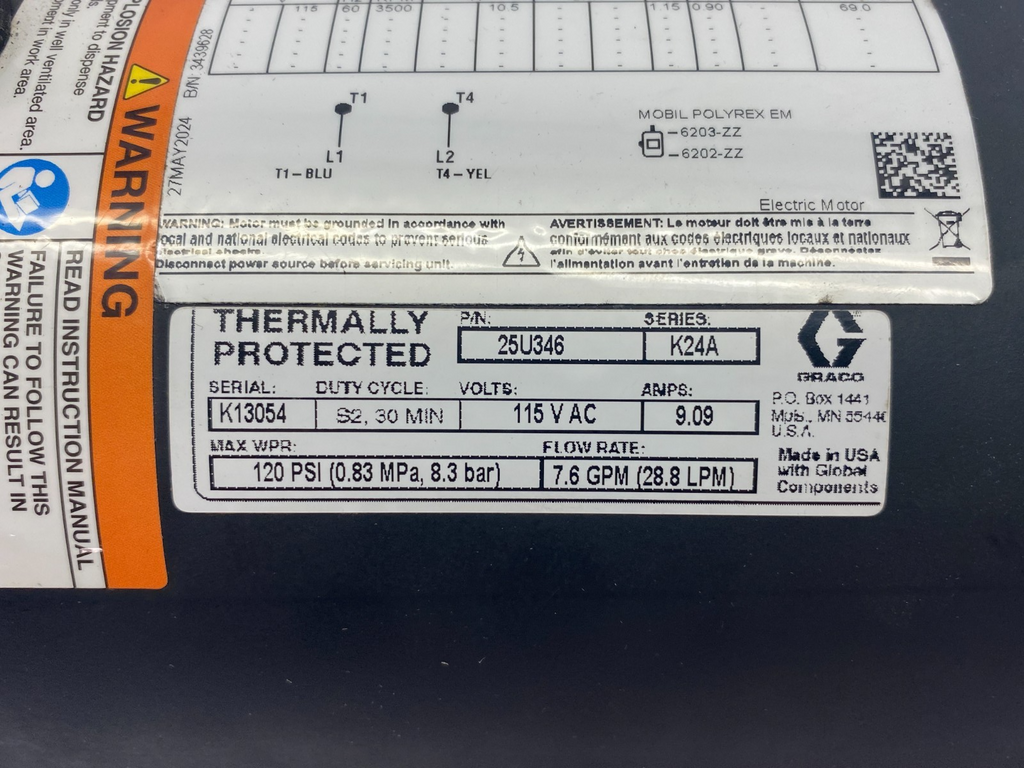 115 60 3500 - 10.5 - - 1.15 0.90 - 69.0
T1 T4
L1 L2
T1-BLU T4-YEL
MOBIL POLYREX EM
-6203-ZZ
-6202-ZZ
Electric Motor
27MAY2024 B/N: 3439628
WARNING: Motor must be grounded in accordance with
local and national electrical codes to prevent serious
electrical shocks.
Disconnect power source before servicing unit.
AVERTISSEMENT: Le moteur doit être mis à la terre
conformément aux codes électriques locaux et nationaux
afin d'éviter tout choc électrique grave. Déconnectez
l'alimentation avant l'entretien de la machine.
PLOSION HAZARD
ment to dispense
only in well ventilated area.
ment in work area.
WARNING
READ INSTRUCTION MANUAL
FAILURE TO FOLLOW THIS
WARNING CAN RESULT IN
THERMALLY
PROTECTED
P/N: SERIES:
25U346 K24A
SERIAL: DUTY CYCLE: VOLTS: AMPS:
K13054 S2, 30 MIN 115 V AC 9.09
MAX WPR: FLOW RATE:
120 PSI (0.83 MPa, 8.3 bar) 7.6 GPM (28.8 LPM)
GRACO
P.O. Box 1441
Mpls., MN 55440
U.S.A.
Made in USA
with Global
Components